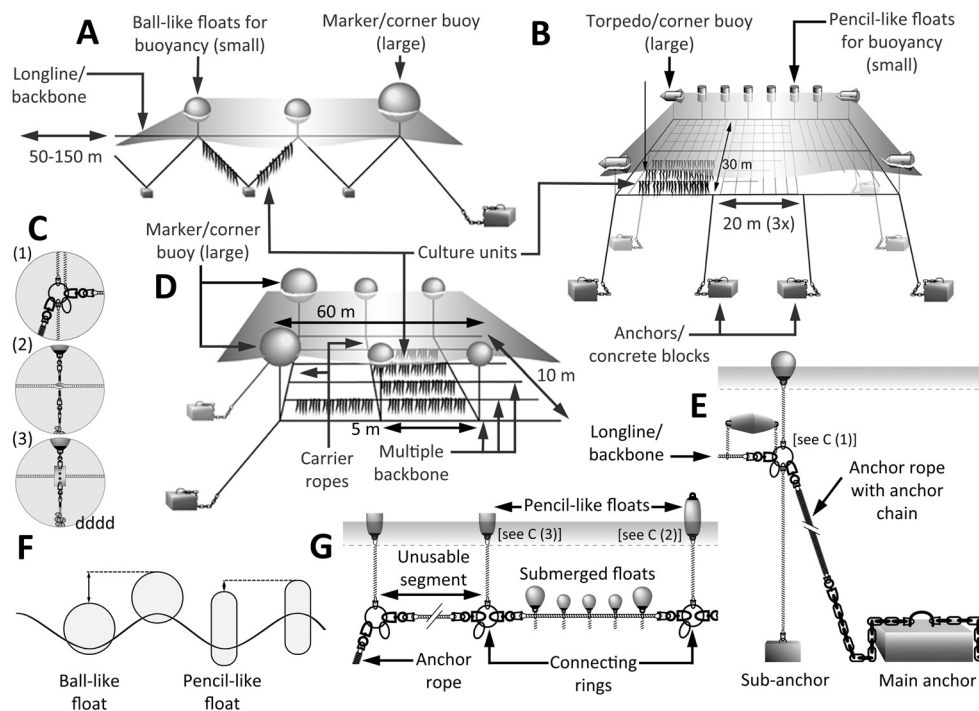 A
Ball-like floats for
buoyancy (small)
Marker/corner buoy
(large)
Longline/
backbone
50-150 m
B
Torpedo/corner buoy
(large)
Pencil-like floats
for buoyancy
(small)
30 m
20 m (3x)
Culture units
Anchors/
concrete blocks
C
(1)
(2)
(3)
dddd
Marker/corner
buoy (large)
D
60 m
10 m
5 m
Carrier
ropes
Multiple
backbone
E
Longline/
backbone
[see C (1)]
Anchor rope
with anchor
chain
Sub-anchor
Main anchor
F
Ball-like
float
Pencil-like
float
G
Pencil-like floats
[see C (3)]
[see C (2)]
Unusable
segment
Submerged floats
Anchor
rope
Connecting
rings